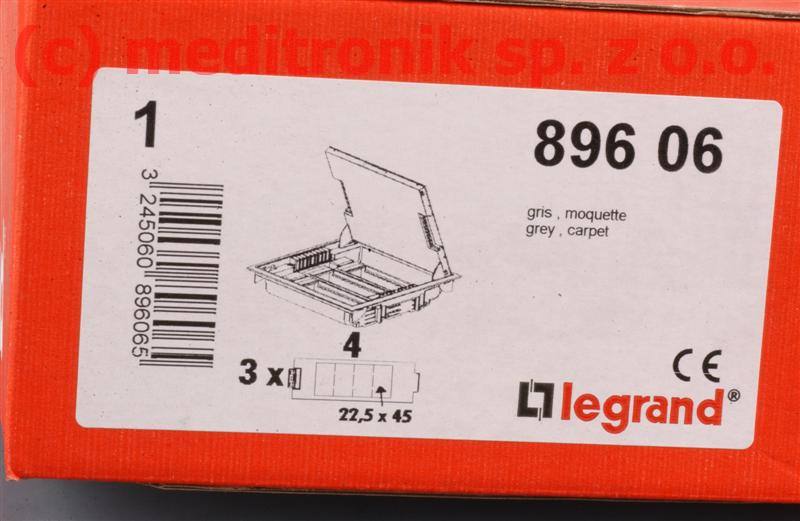 (c) meditronik sp. z o.o.
1
896 06
gris , moquette
grey , carpet
3 245060 896065
4
3 x
22,5 x 45
CE
legrand®